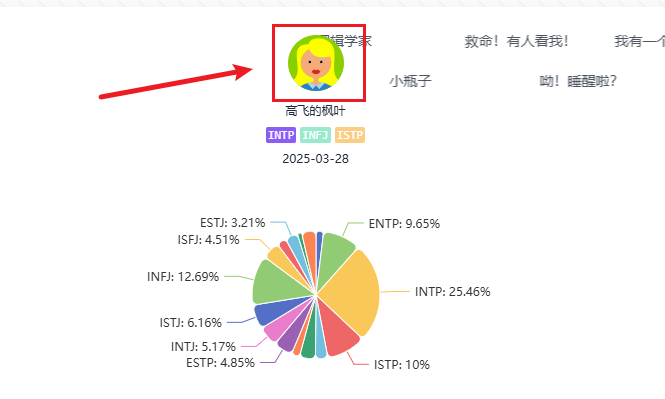 辑学家
救命！有人看我！
我有一个
小瓶子
呦！睡醒啦？
高飞的枫叶
INTP INFJ ISTP
2025-03-28
ESTJ: 3.21%
ENTP: 9.65%
ISFJ: 4.51%
INFJ: 12.69%
INTP: 25.46%
ISTJ: 6.16%
INTJ: 5.17%
ESTP: 4.85%
ISTP: 10%